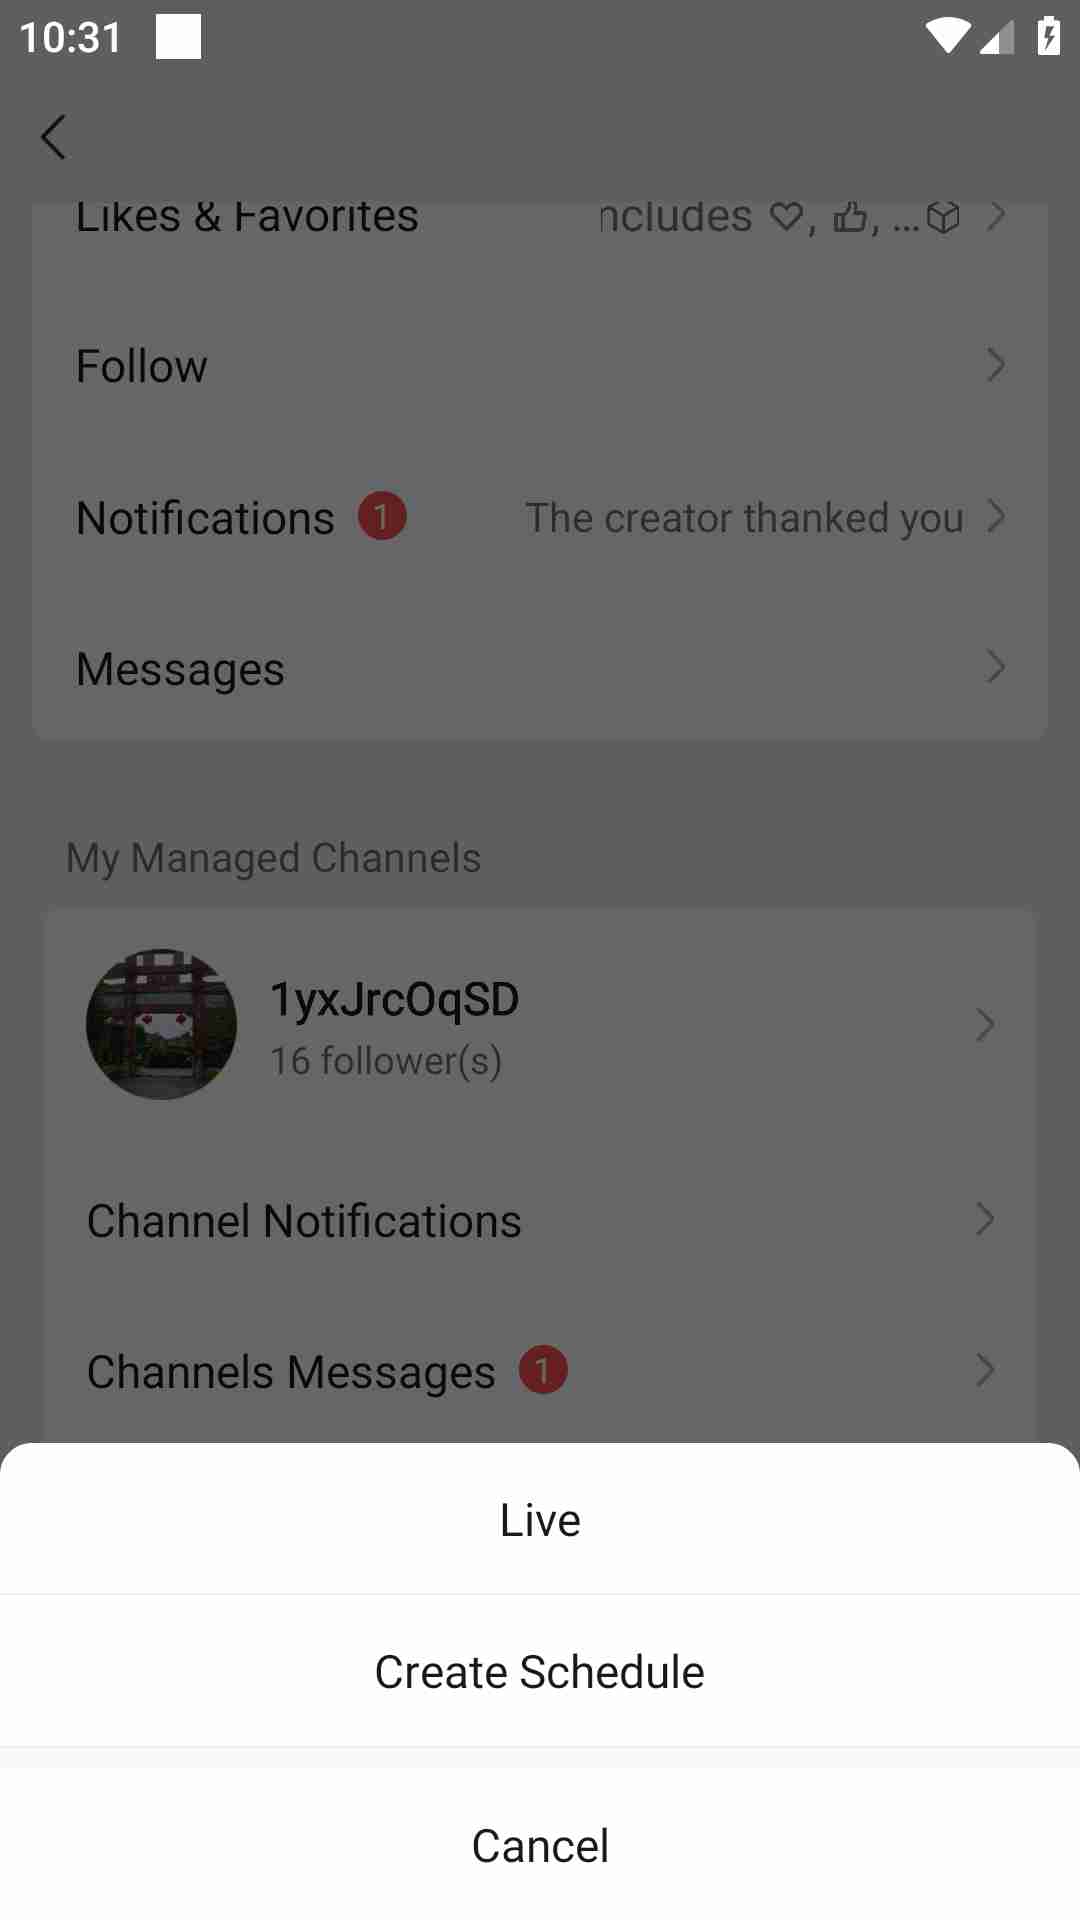 10:31
Likes & Favorites
ncludes ♡, 👍, ...
Follow
Notifications 1
The creator thanked you
Messages
My Managed Channels
1yxJrcOqSD
16 follower(s)
Channel Notifications
Channels Messages 1
Live
Create Schedule
Cancel